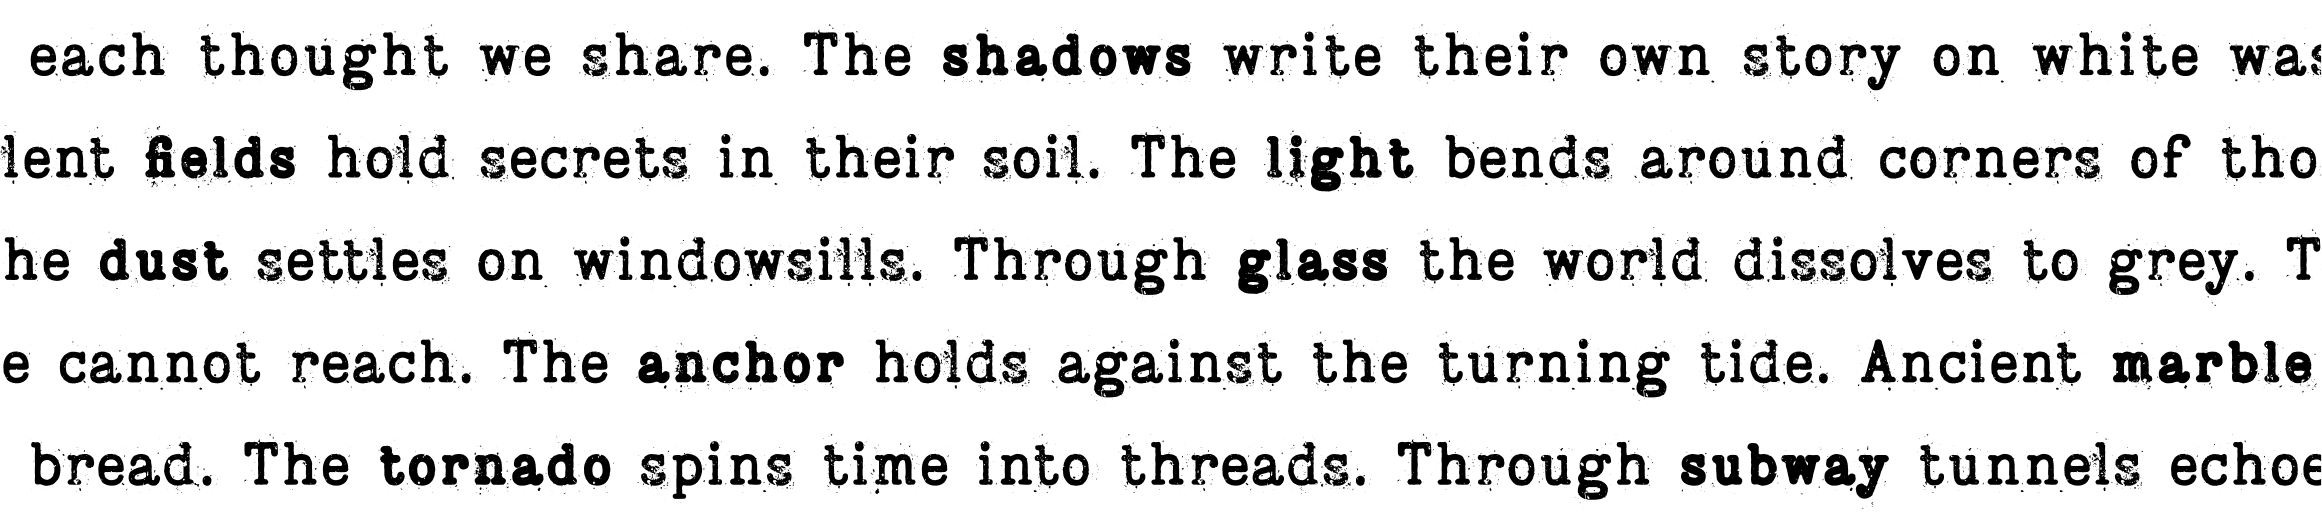 each thought we share. The shadows write their own story on white was
lent fields hold secrets in their soil. The light bends around corners of tho
he dust settles on windowsills. Through glass the world dissolves to grey. T
e cannot reach. The anchor holds against the turning tide. Ancient marble
bread. The tornado spins time into threads. Through subway tunnels echoe